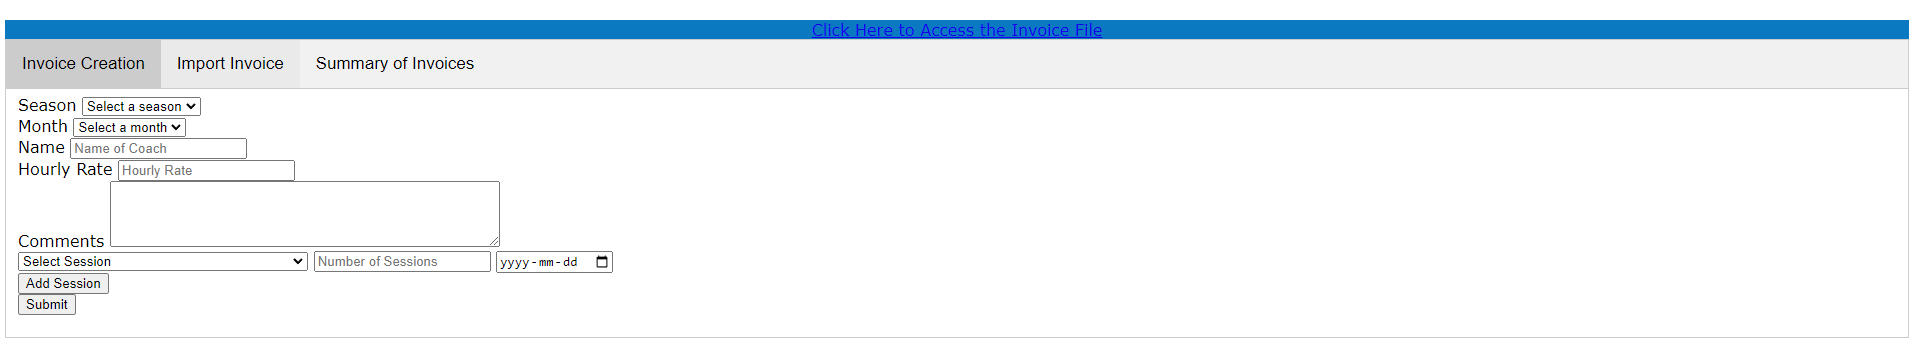 Click Here to Access the Invoice File
Invoice Creation Import Invoice Summary of Invoices
Season Select a season
Month Select a month
Name Name of Coach
Hourly Rate Hourly Rate
Comments
Select Session Number of Sessions yyyy-mm-dd
Add Session
Submit